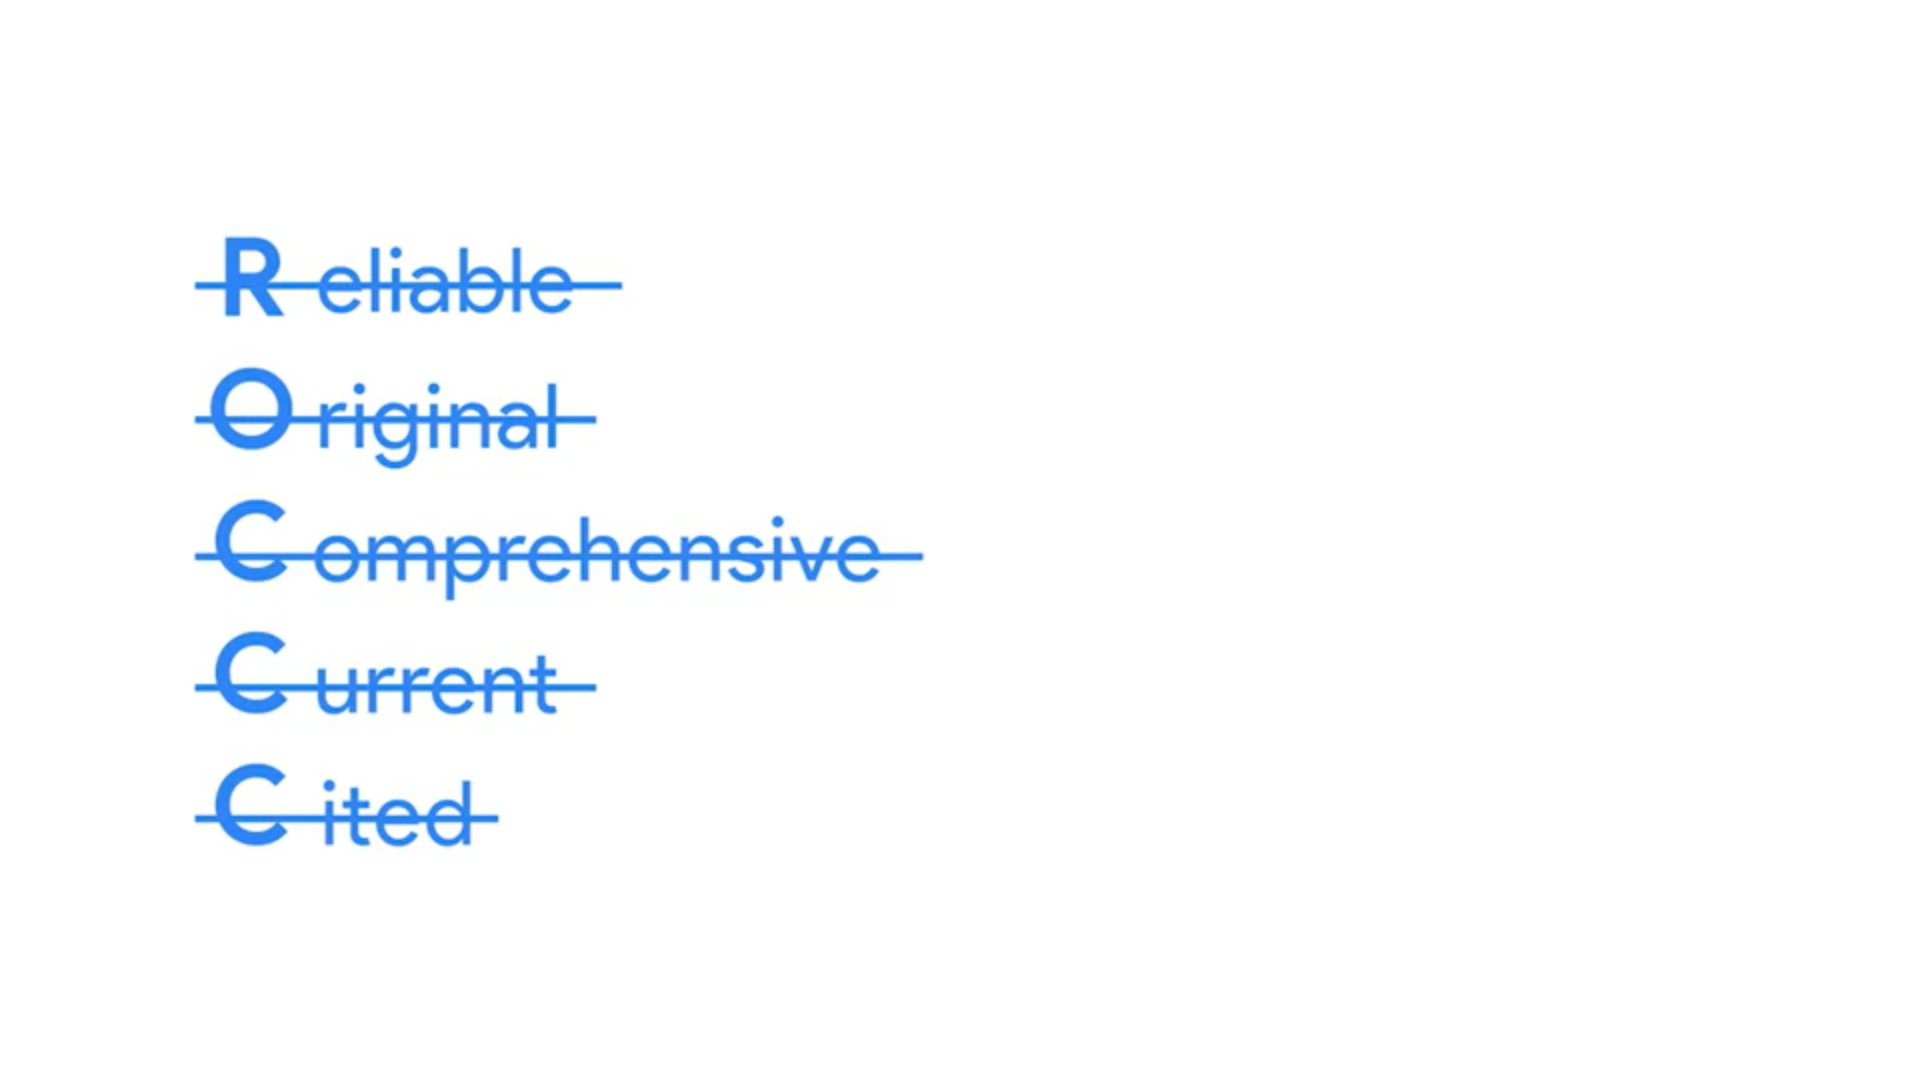 Reliable
Original
Comprehensive
Current
Cited